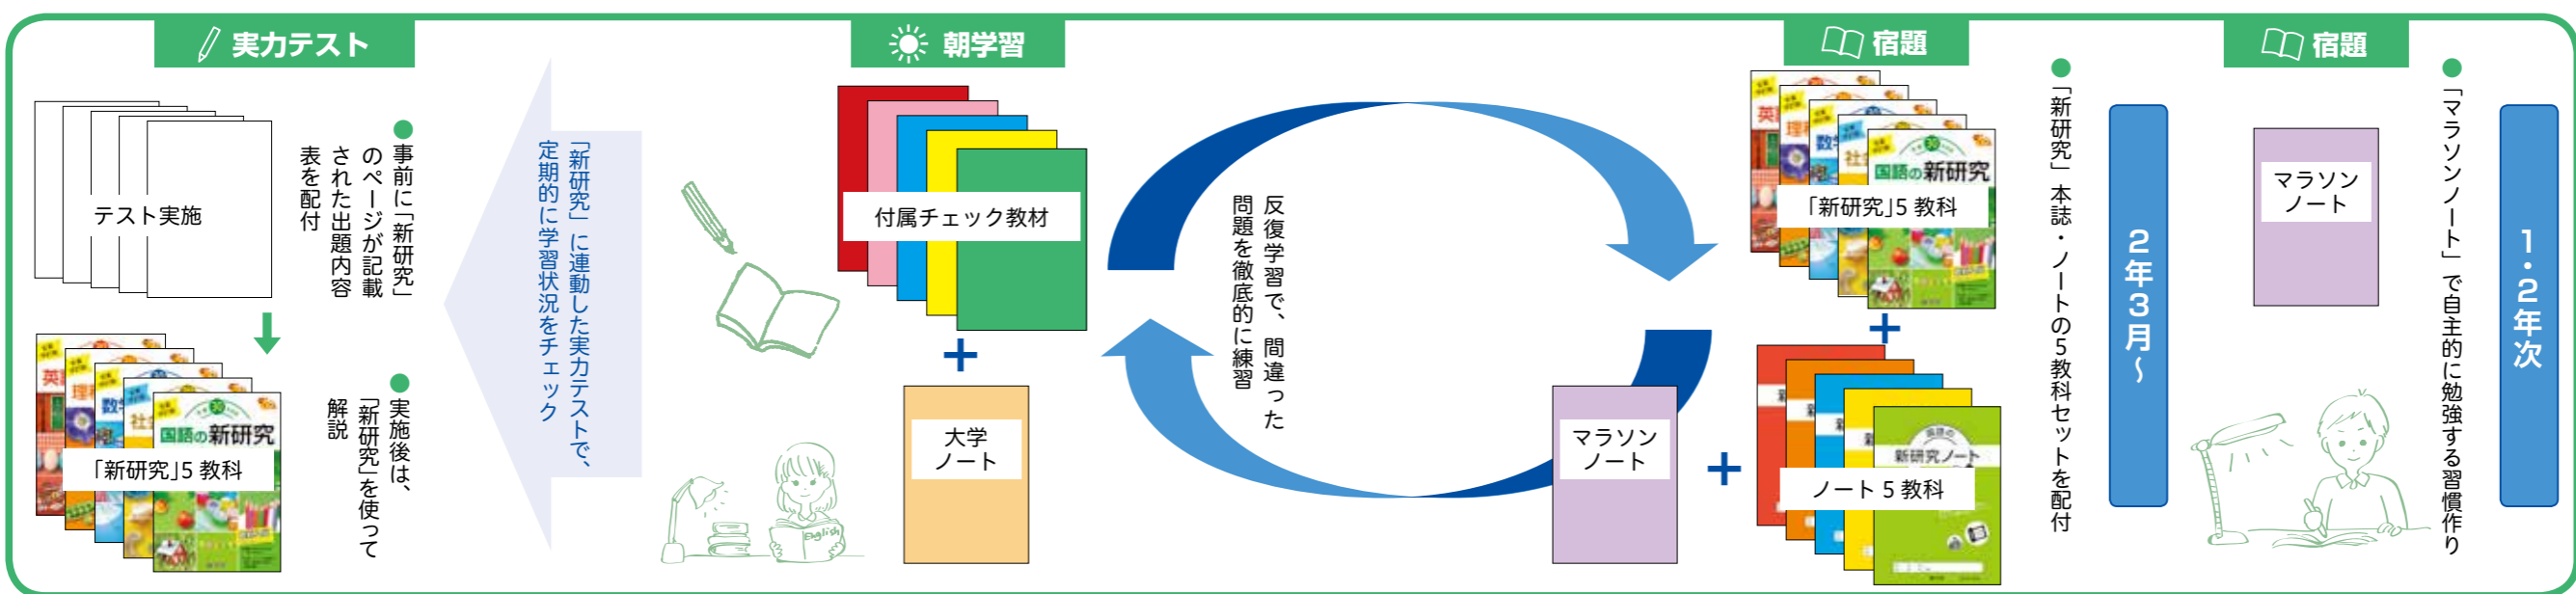 宿題
1・2年次
●「マラソンノート」で自主的に勉強する習慣作り
マラソン
ノート
宿題
2年3月～
●「新研究」本誌・ノートの5教科セットを配付
英
理
数
社
国語の新研究
「新研究」5教科
+
新研究ノート
ノート5教科
+
マラソン
ノート
反復学習で、間違った
問題を徹底的に練習
朝学習
付属チェック教材
+
大学
ノート
English
「新研究」に連動した実力テストで、
定期的に学習状況をチェック
実力テスト
●事前に「新研究」
のページが記載
された出題内容
表を配付
テスト実施
●実施後は、
「新研究」を使って
解説
英
理
数
社
国語の新研究
「新研究」5教科